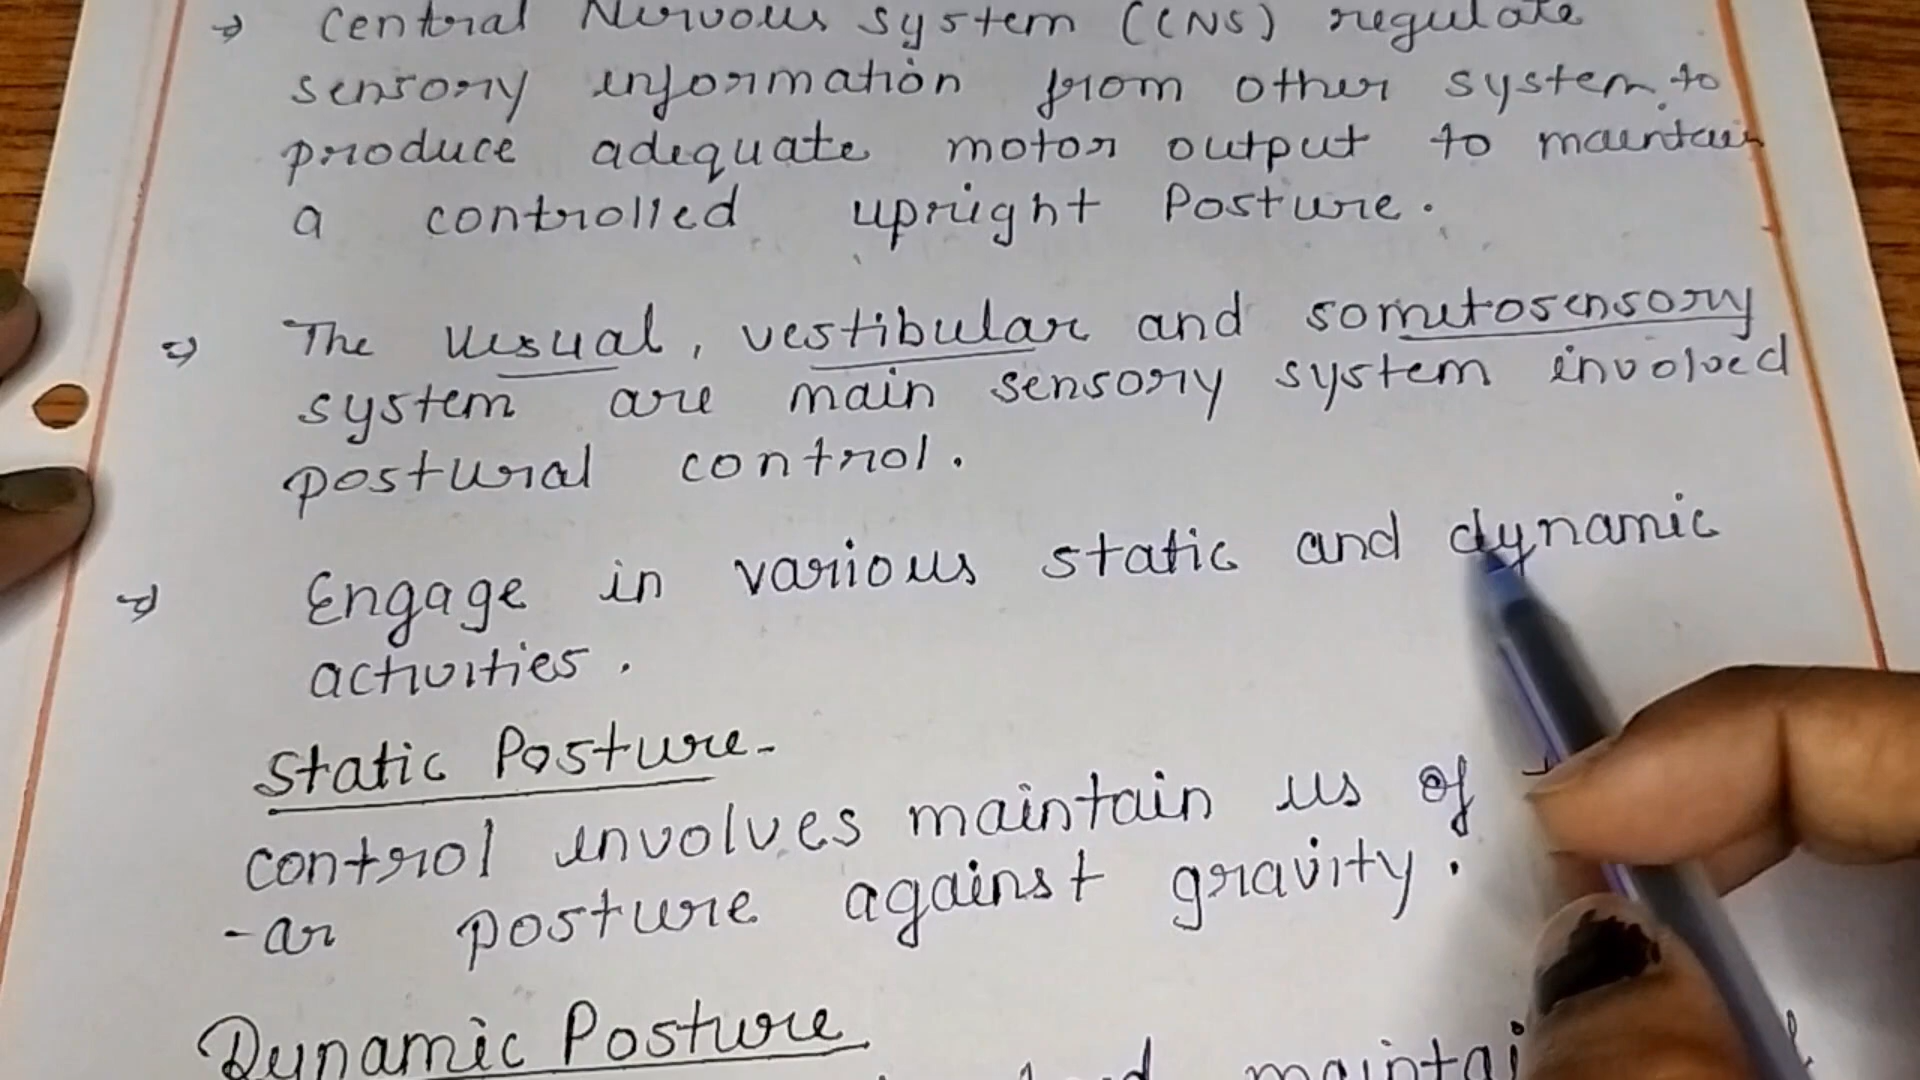 → Central Nervous system (CNS) regulate
sensory information from other system, to
produce adequate motor output to maintain
a controlled upright Posture.
⇒ The visual, vestibular and sometosensory
system are main sensory system involved
postural control.
→ Engage in various static and dynamic
activities.
Static Posture-
control involves maintain us of
-ar posture against gravity.
Dynamic Posture
maintai